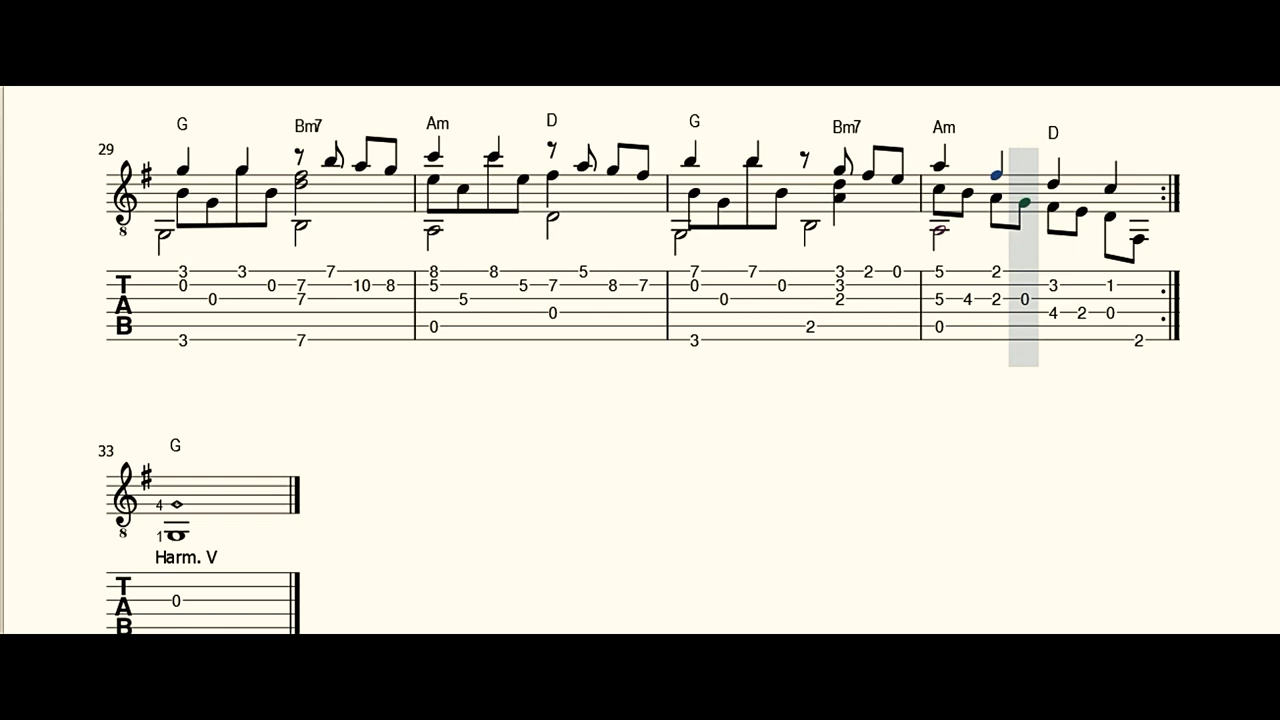 G Bm7 Am D G Bm7 Am D
29
8
3 3 7 8 8 5 7 7 3 2 0 5 2
T 0 0 7 10 8 5 5 7 8 7 0 0 3 3 1
A 0 7 5 0 2 5 4 2 0
0 4 2 0
B 0 2 0
3 7 3 2
33 G
4
8 1
Harm. V
T
A 0
B